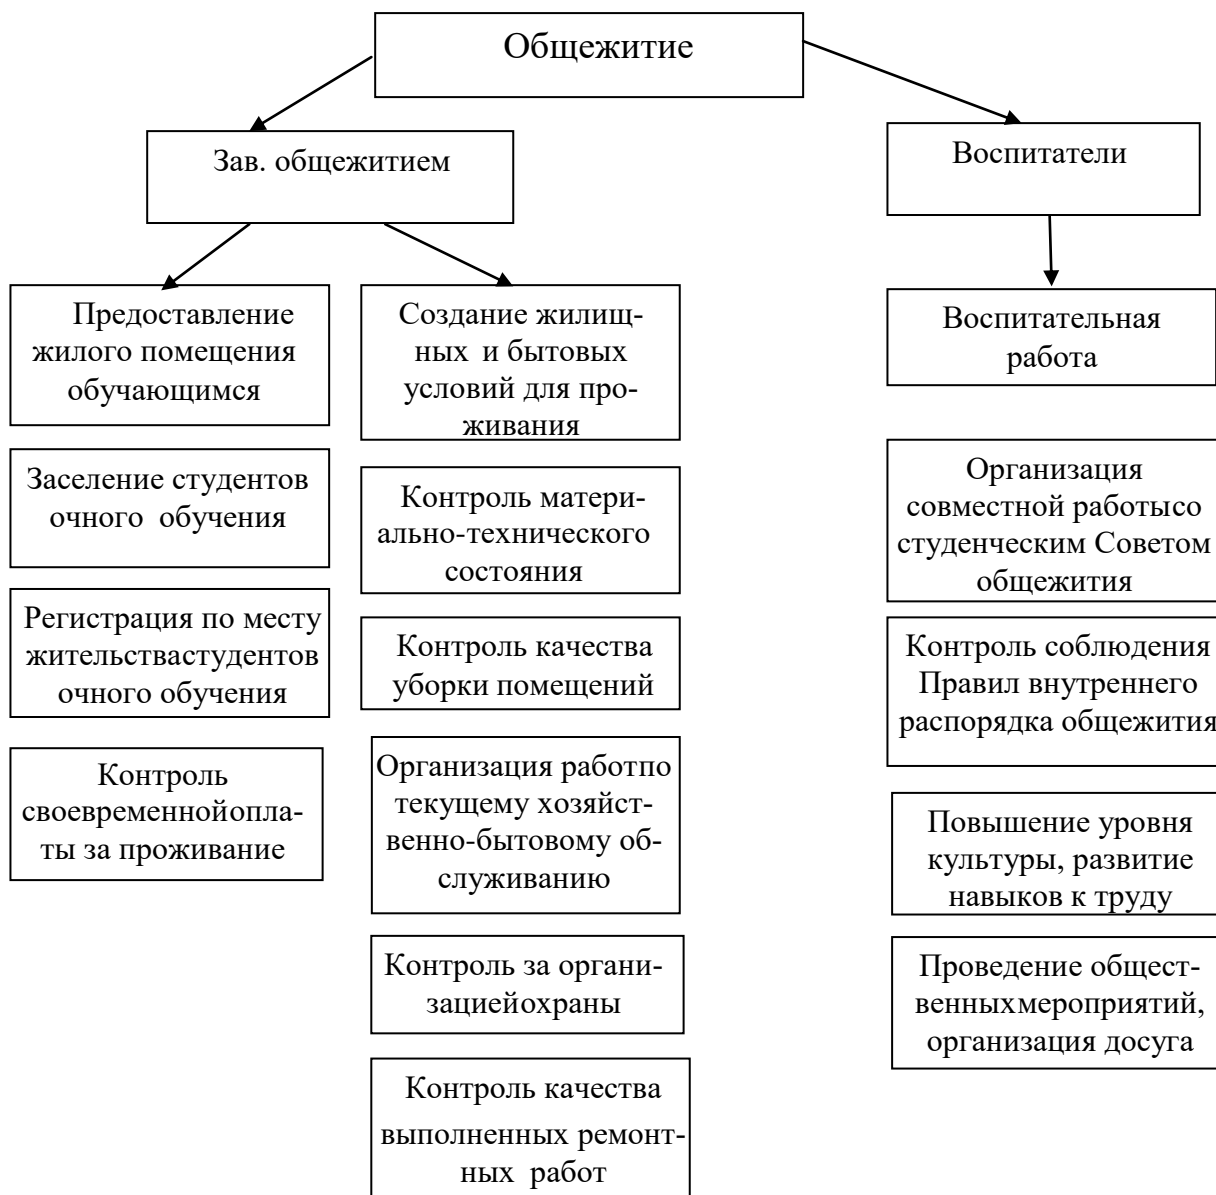 Общежитие
Зав. общежитием
Воспитатели
Предоставление
жилого помещения
обучающимся
Создание жилищ-
ных и бытовых
условий для про-
живания
Воспитательная
работа
Заселение студентов
очного обучения
Контроль матери-
ально-технического
состояния
Организация
совместной работысо
студенческим Советом
общежития
Регистрация по месту
жительствастудентов
очного обучения
Контроль качества
уборки помещений
Контроль соблюдения
Правил внутреннего
распорядка общежития
Контроль
своевременнойопла-
ты за проживание
Организация работпо
текущему хозяйст-
венно-бытовому об-
служиванию
Повышение уровня
культуры, развитие
навыков к труду
Контроль за органи-
зациейохраны
Проведение общест-
венныхмероприятий,
организация досуга
Контроль качества
выполненных ремонт-
ных работ